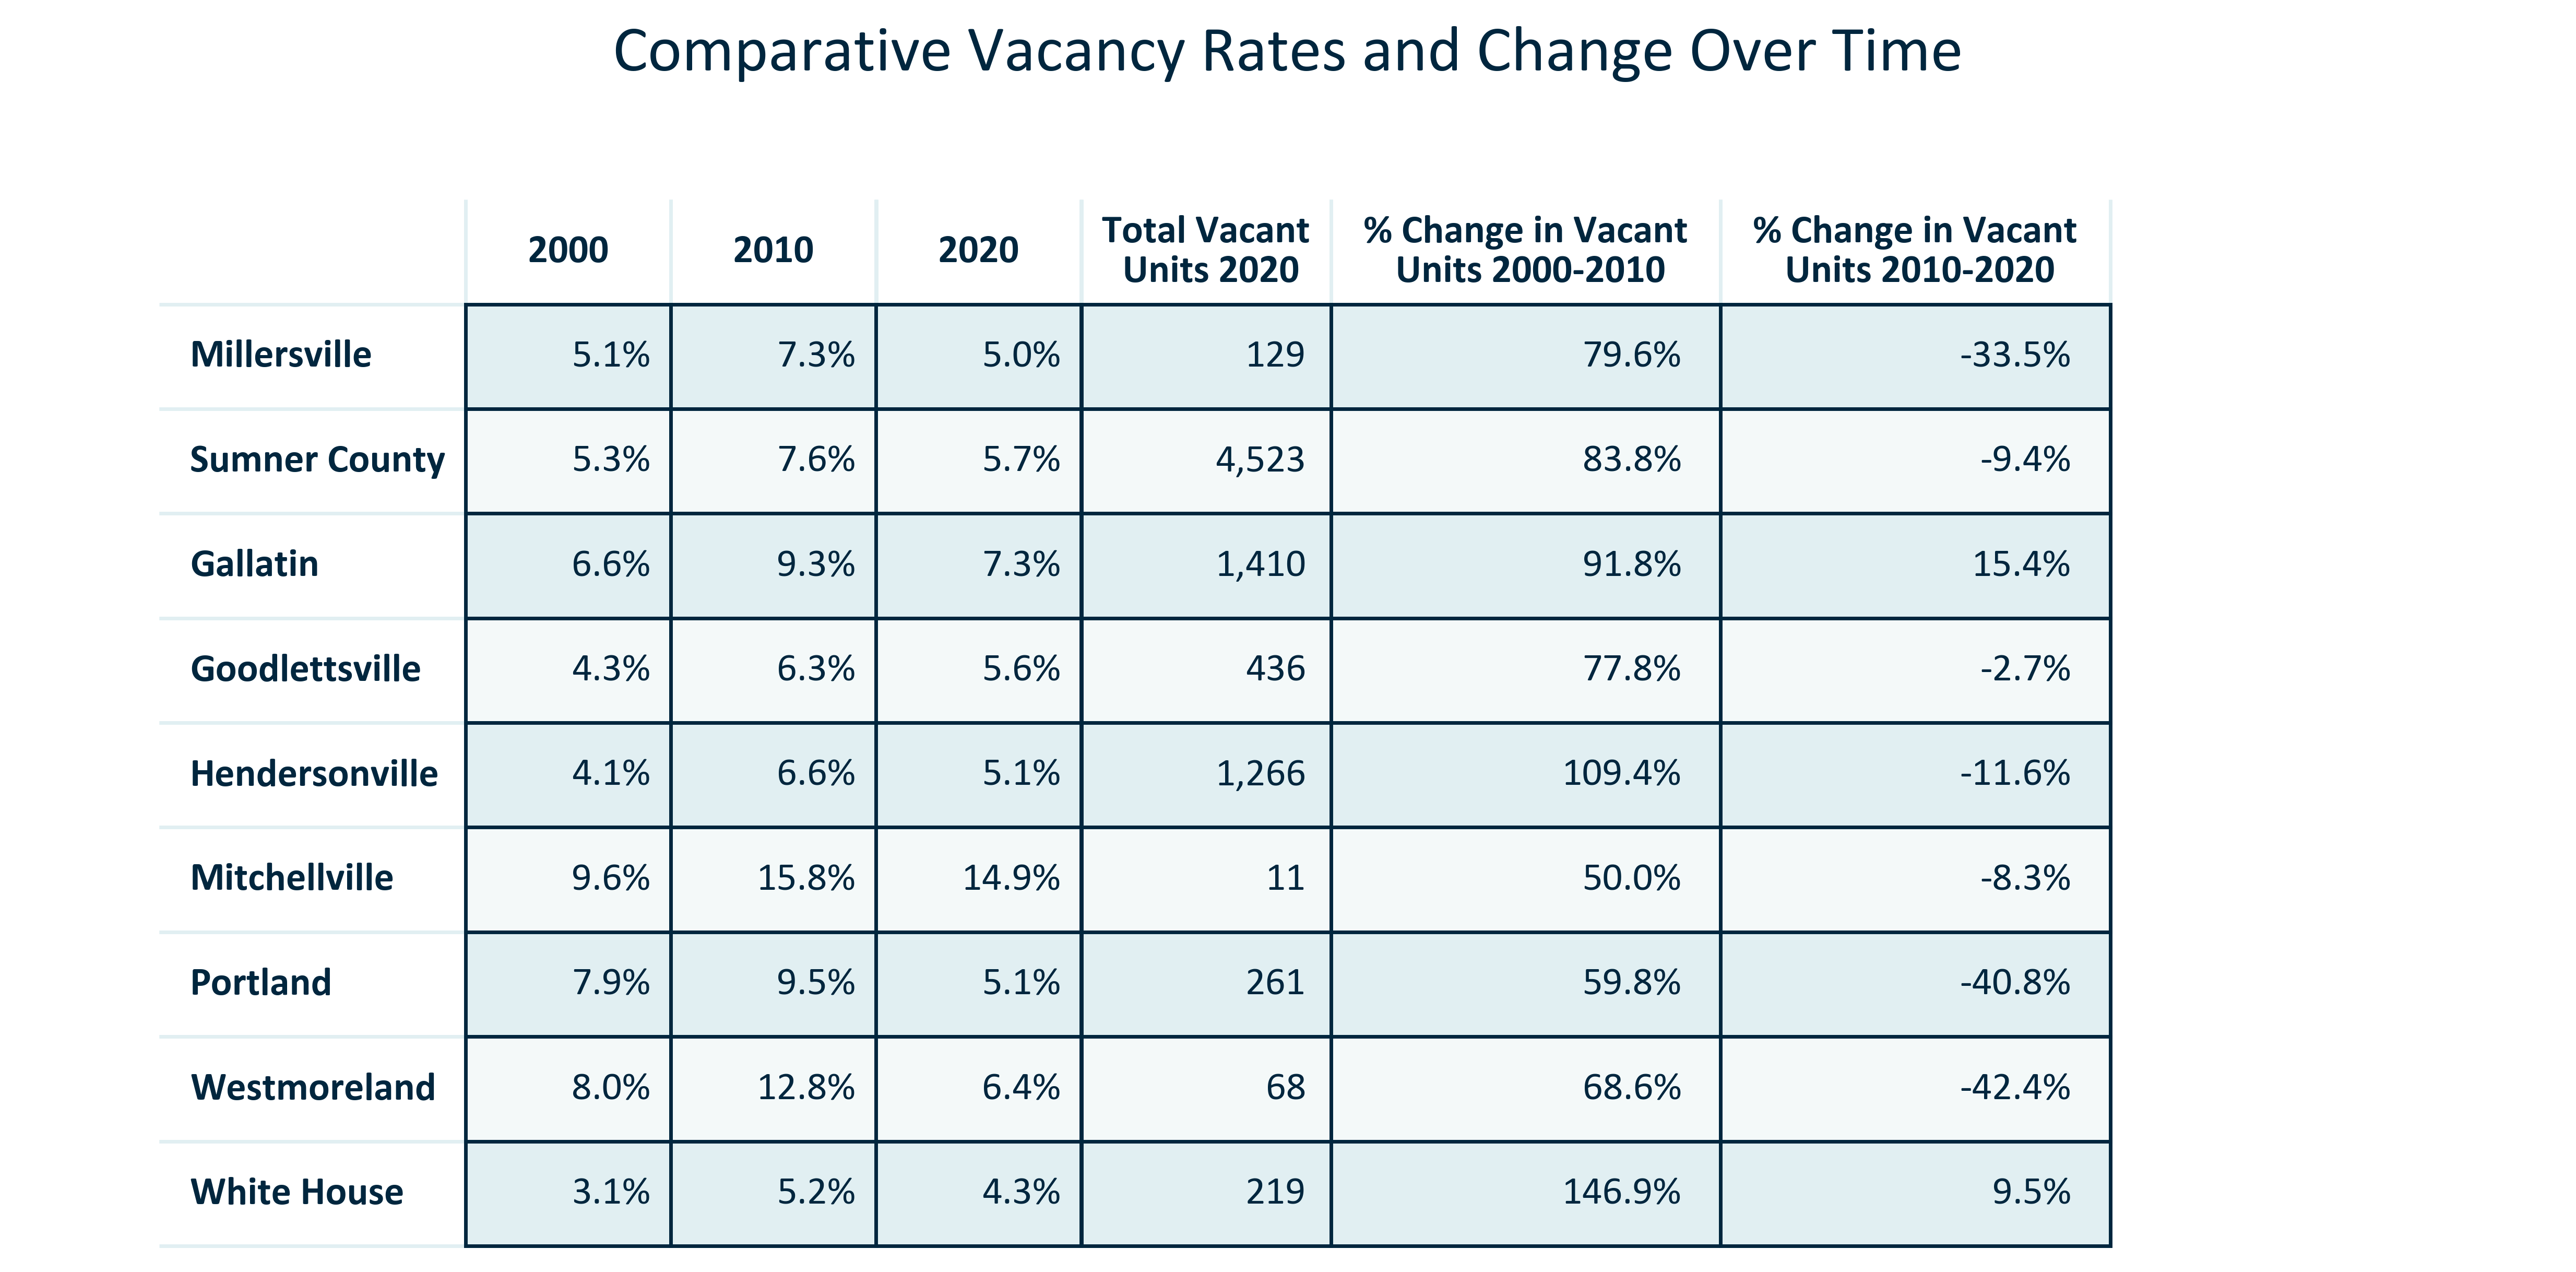 Comparative Vacancy Rates and Change Over Time
2000 2010 2020 Total Vacant Units 2020 % Change in Vacant Units 2000-2010 % Change in Vacant Units 2010-2020
Millersville 5.1% 7.3% 5.0% 129 79.6% -33.5%
Sumner County 5.3% 7.6% 5.7% 4,523 83.8% -9.4%
Gallatin 6.6% 9.3% 7.3% 1,410 91.8% 15.4%
Goodlettsville 4.3% 6.3% 5.6% 436 77.8% -2.7%
Hendersonville 4.1% 6.6% 5.1% 1,266 109.4% -11.6%
Mitchellville 9.6% 15.8% 14.9% 11 50.0% -8.3%
Portland 7.9% 9.5% 5.1% 261 59.8% -40.8%
Westmoreland 8.0% 12.8% 6.4% 68 68.6% -42.4%
White House 3.1% 5.2% 4.3% 219 146.9% 9.5%